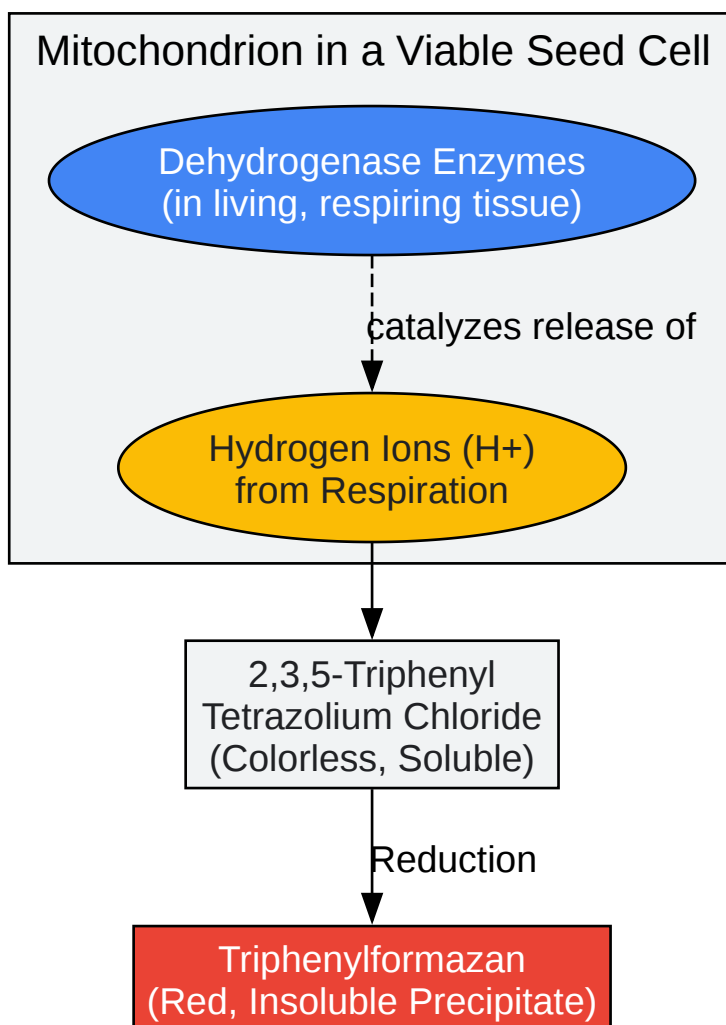 Mitochondrion in a Viable Seed Cell
Dehydrogenase Enzymes
(in living, respiring tissue)
catalyzes release of
Hydrogen Ions (H+)
from Respiration
2,3,5-Triphenyl
Tetrazolium Chloride
(Colorless, Soluble)
Reduction
Triphenylformazan
(Red, Insoluble Precipitate)